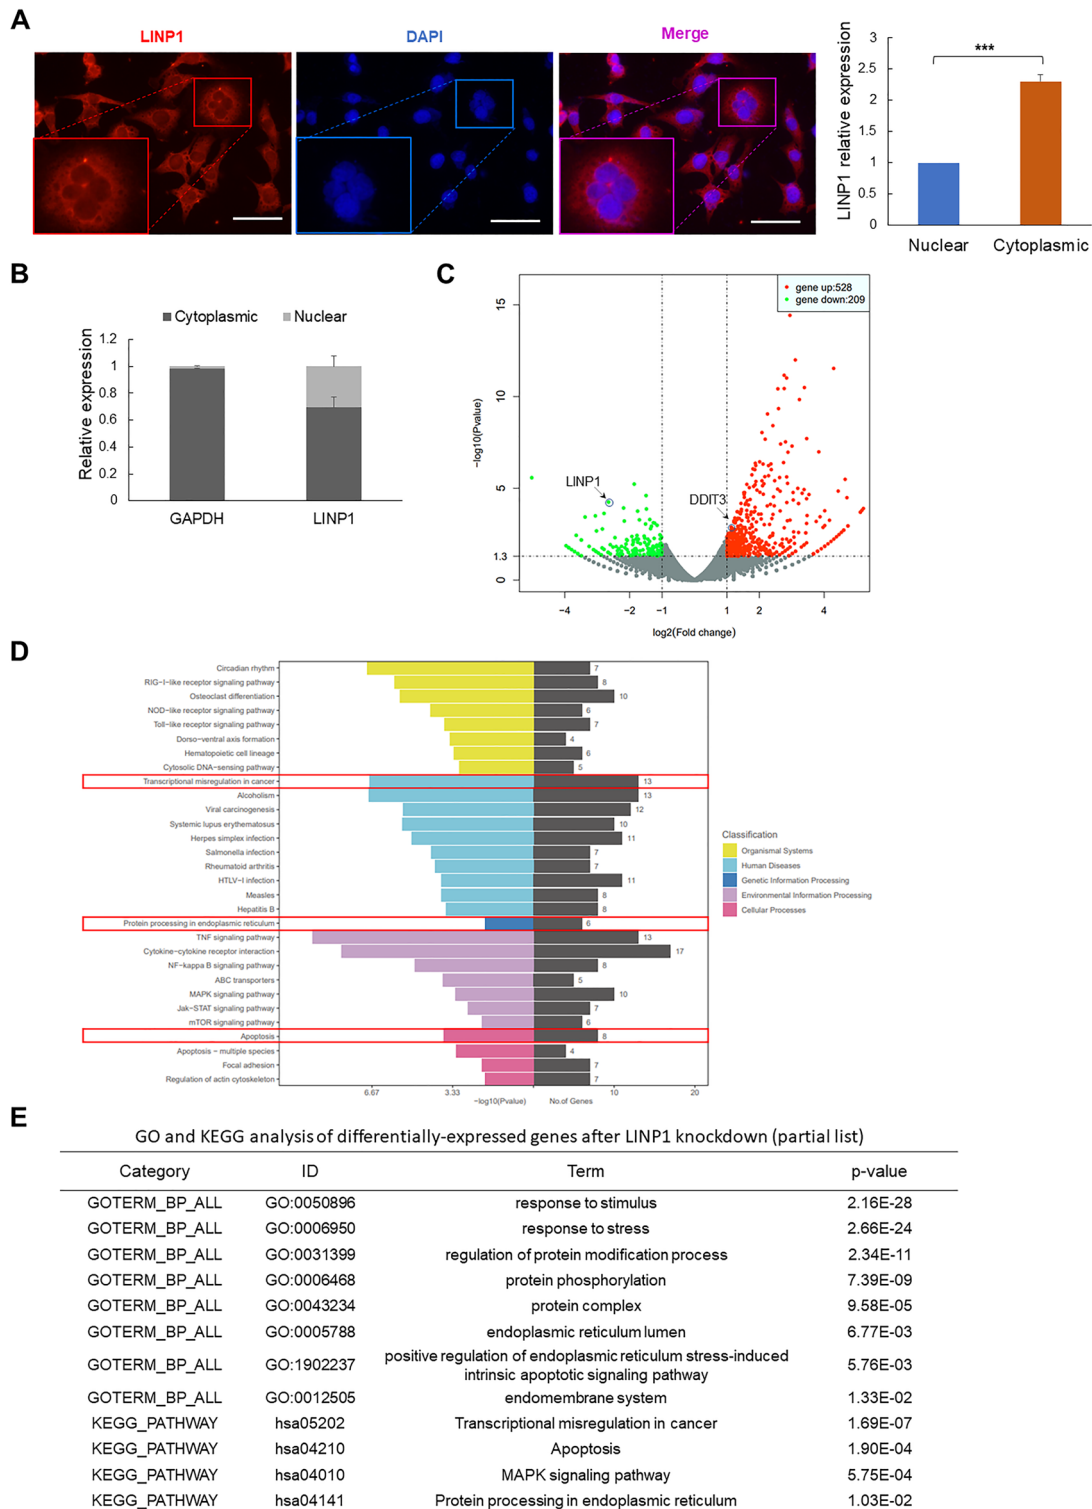 A
LINP1
DAPI
Merge
LINP1 relative expression
3
2.5
2
1.5
1
0.5
0
***
Nuclear
Cytoplasmic
B
Cytoplasmic
Nuclear
Relative expression
1.2
1
0.8
0.6
0.4
0.2
0
GAPDH
LINP1
C
gene up:528
gene down:209
−log10(Pvalue)
15
10
5
1.3
0
LINP1
DDIT3
−4
−2
−1
1
2
4
log2(Fold change)
D
Circadian rhythm 7
RIG−I−like receptor signaling pathway 8
Osteoclast differentiation 10
NOD−like receptor signaling pathway 6
Toll−like receptor signaling pathway 7
Dorso−ventral axis formation 4
Hematopoietic cell lineage 6
Cytosolic DNA−sensing pathway 5
Transcriptional misregulation in cancer 13
Alcoholism 13
Viral carcinogenesis 12
Systemic lupus erythematosus 10
Herpes simplex infection 11
Salmonella infection 7
Rheumatoid arthritis 7
HTLV−I infection 11
Measles 8
Hepatitis B 8
Protein processing in endoplasmic reticulum 6
TNF signaling pathway 13
Cytokine−cytokine receptor interaction 17
NF−kappa B signaling pathway 8
ABC transporters 5
MAPK signaling pathway 10
Jak−STAT signaling pathway 7
mTOR signaling pathway 6
Apoptosis 8
Apoptosis − multiple species 4
Focal adhesion 7
Regulation of actin cytoskeleton 7
6.67
3.33
10
20
−log10(Pvalue)
No.of Genes
Classification
Organismal Systems
Human Diseases
Genetic Information Processing
Environmental Information Processing
Cellular Processes
E
GO and KEGG analysis of differentially-expressed genes after LINP1 knockdown (partial list)
Category ID Term p-value
GOTERM_BP_ALL GO:0050896 response to stimulus 2.16E-28
GOTERM_BP_ALL GO:0006950 response to stress 2.66E-24
GOTERM_BP_ALL GO:0031399 regulation of protein modification process 2.34E-11
GOTERM_BP_ALL GO:0006468 protein phosphorylation 7.39E-09
GOTERM_BP_ALL GO:0043234 protein complex 9.58E-05
GOTERM_BP_ALL GO:0005788 endoplasmic reticulum lumen 6.77E-03
GOTERM_BP_ALL GO:1902237 positive regulation of endoplasmic reticulum stress-induced
intrinsic apoptotic signaling pathway 5.76E-03
GOTERM_BP_ALL GO:0012505 endomembrane system 1.33E-02
KEGG_PATHWAY hsa05202 Transcriptional misregulation in cancer 1.69E-07
KEGG_PATHWAY hsa04210 Apoptosis 1.90E-04
KEGG_PATHWAY hsa04010 MAPK signaling pathway 5.75E-04
KEGG_PATHWAY hsa04141 Protein processing in endoplasmic reticulum 1.03E-02